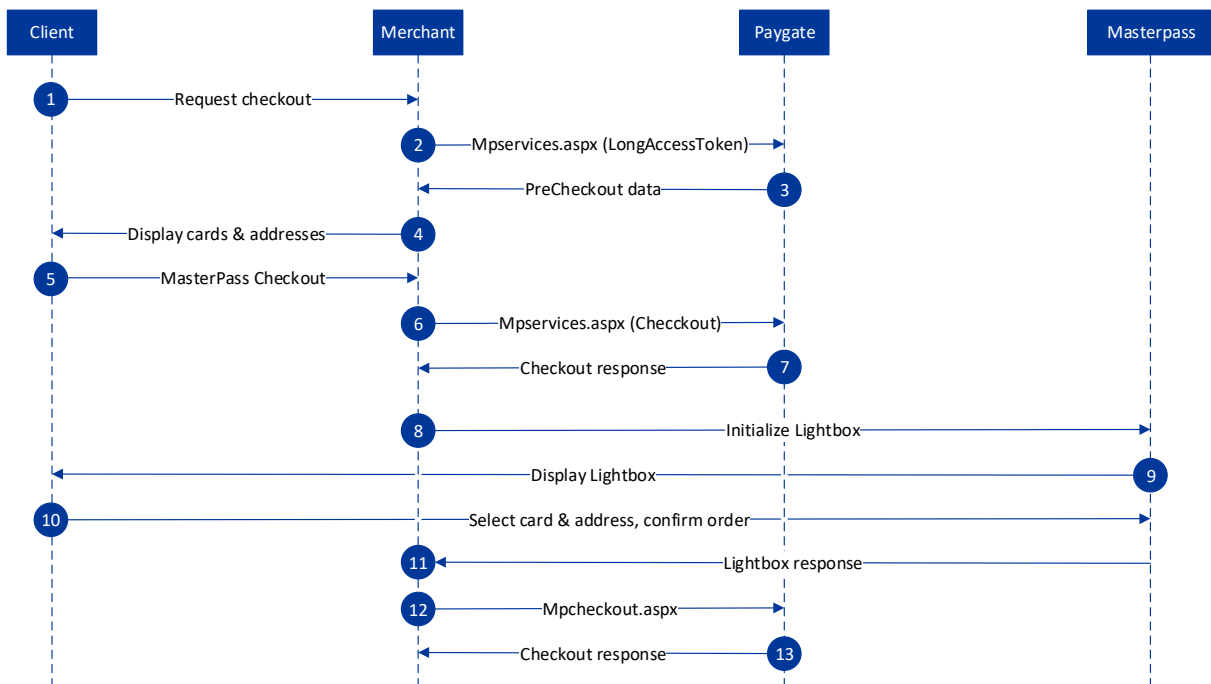 Client
Merchant
Paygate
Masterpass
1
Request checkout
2
Mpservices.aspx (LongAccessToken)
PreCheckout data
3
Display cards & addresses
4
5
MasterPass Checkout
6
Mpservices.aspx (Checckout)
Checkout response
7
8
Initialize Lightbox
Display Lightbox
9
10
Select card & address, confirm order
11
Lightbox response
12
Mpcheckout.aspx
Checkout response
13